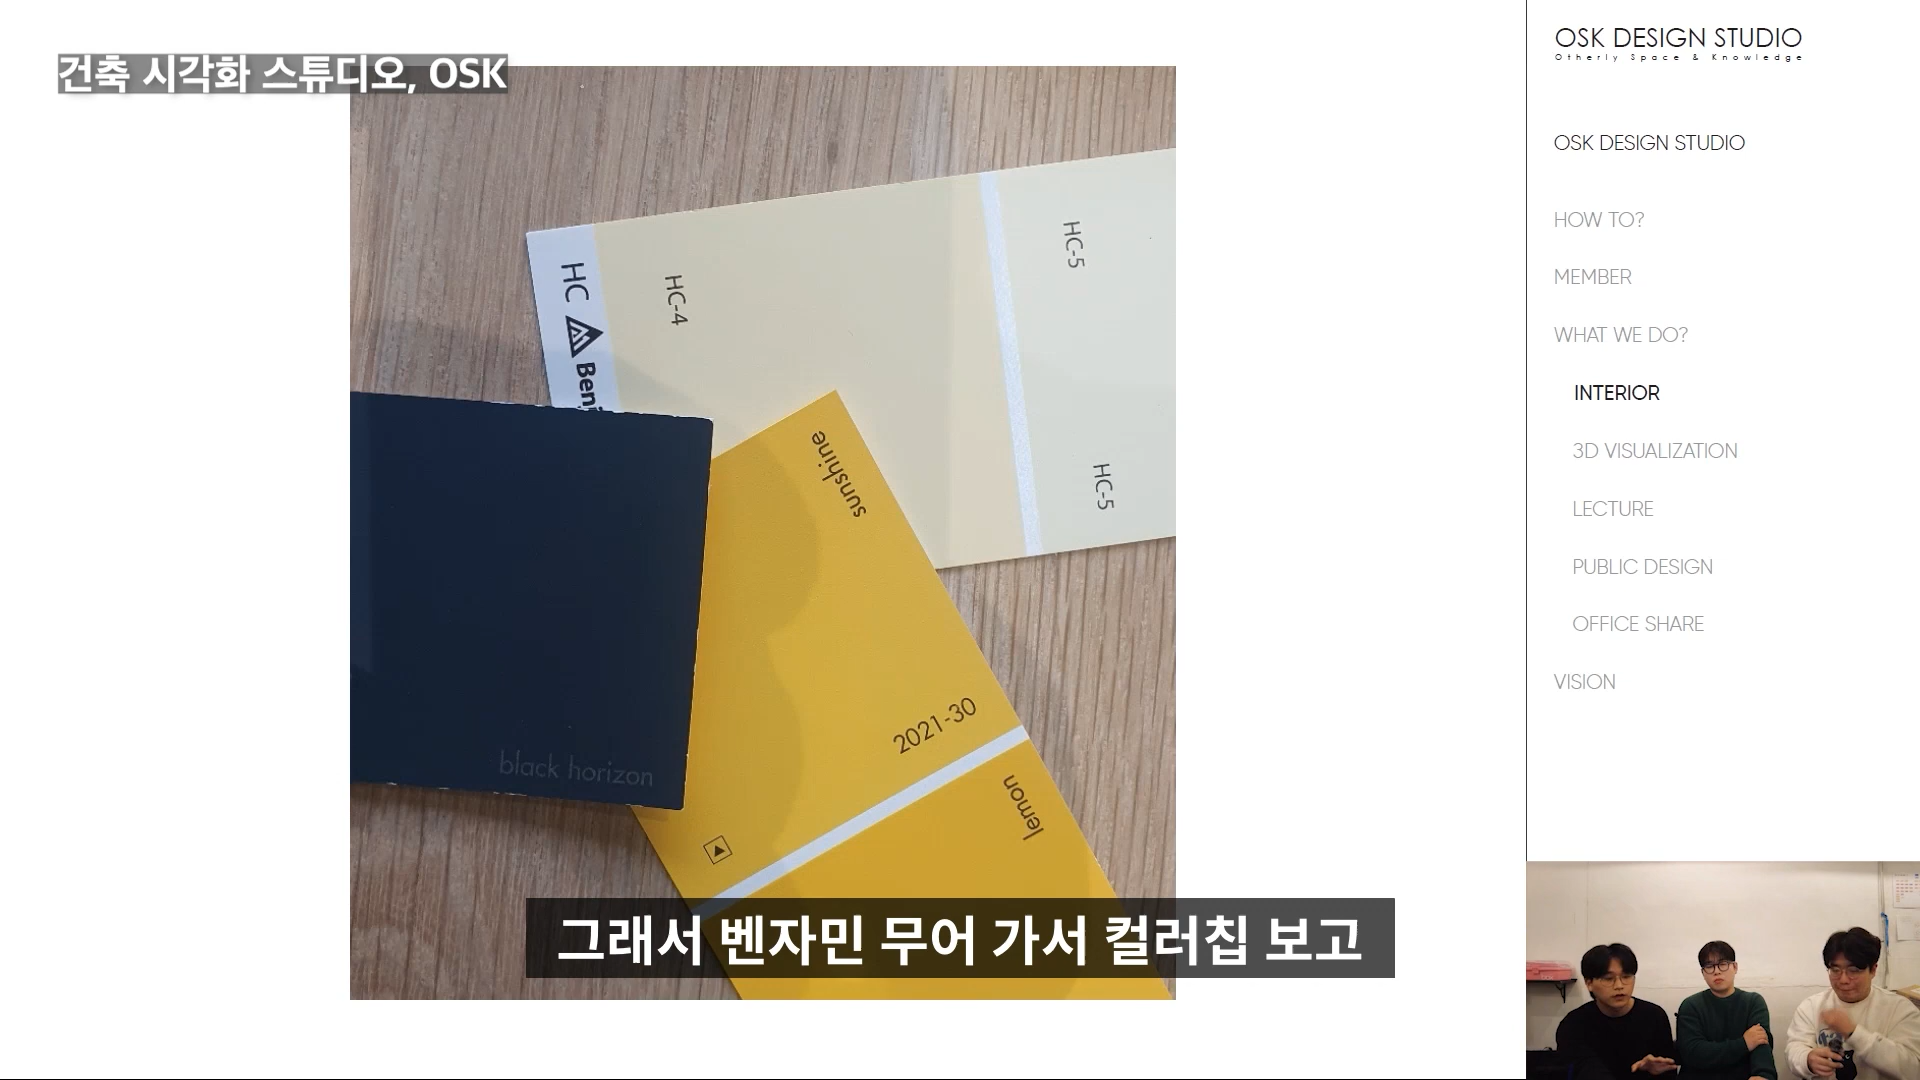 건축 시각화 스튜디오, OSK
HC
Ben
HC-4
HC-5
HC-5
sunshine
2021-30
lemon
black horizon
그래서 벤자민 무어 가서 컬러칩 보고
OSK DESIGN STUDIO
Otherly Space & Knowledge
OSK DESIGN STUDIO
HOW TO?
MEMBER
WHAT WE DO?
INTERIOR
3D VISUALIZATION
LECTURE
PUBLIC DESIGN
OFFICE SHARE
VISION